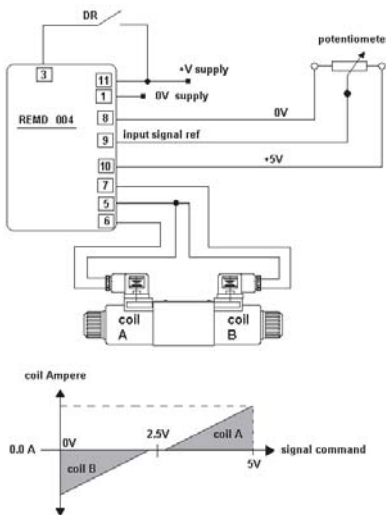 DR
potentiometer
3
11
+V supply
1
0V supply
REMD 004
8
0V
9
input signal ref
10
+5V
7
5
6
coil
A
coil
B
coil Ampere
0V
2.5V
coil A
0.0 A
signal command
coil B
5V